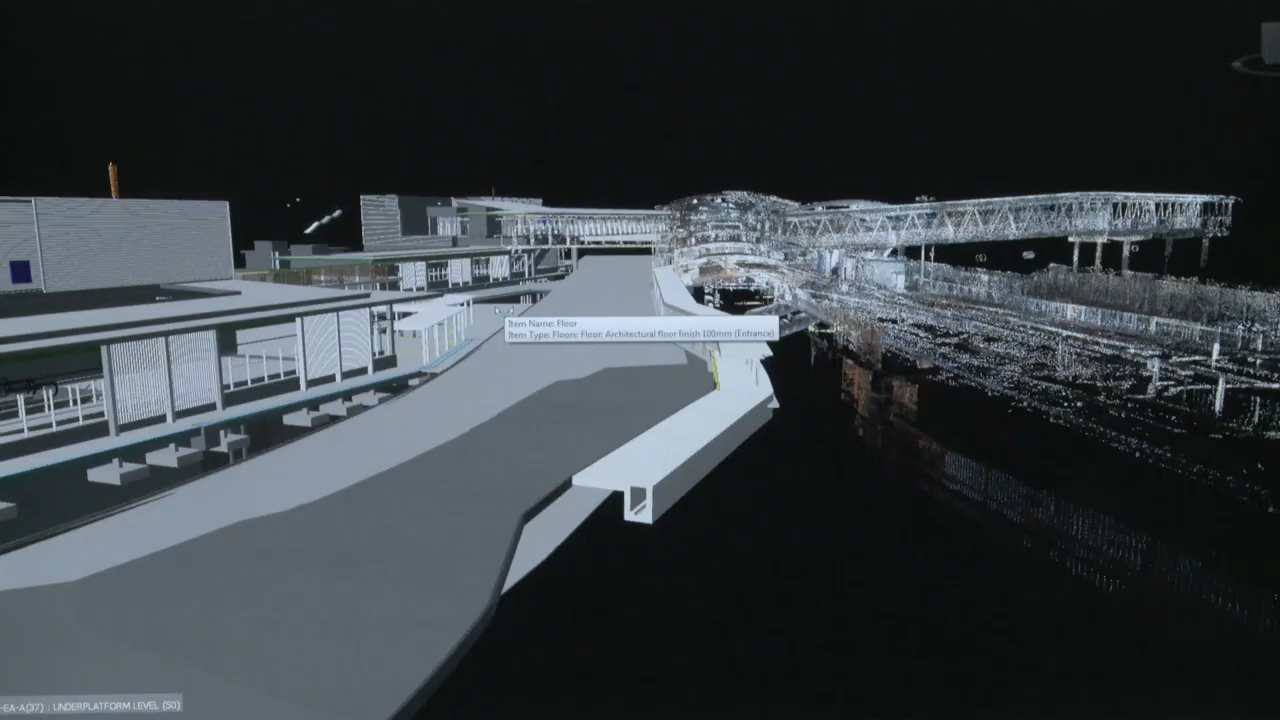 Item Name: Floor
Item Type: Floors: Floor: Architectural floor finish 100mm (Entrance)
-EA-A(37) : UNDERPLATFORM LEVEL (50)